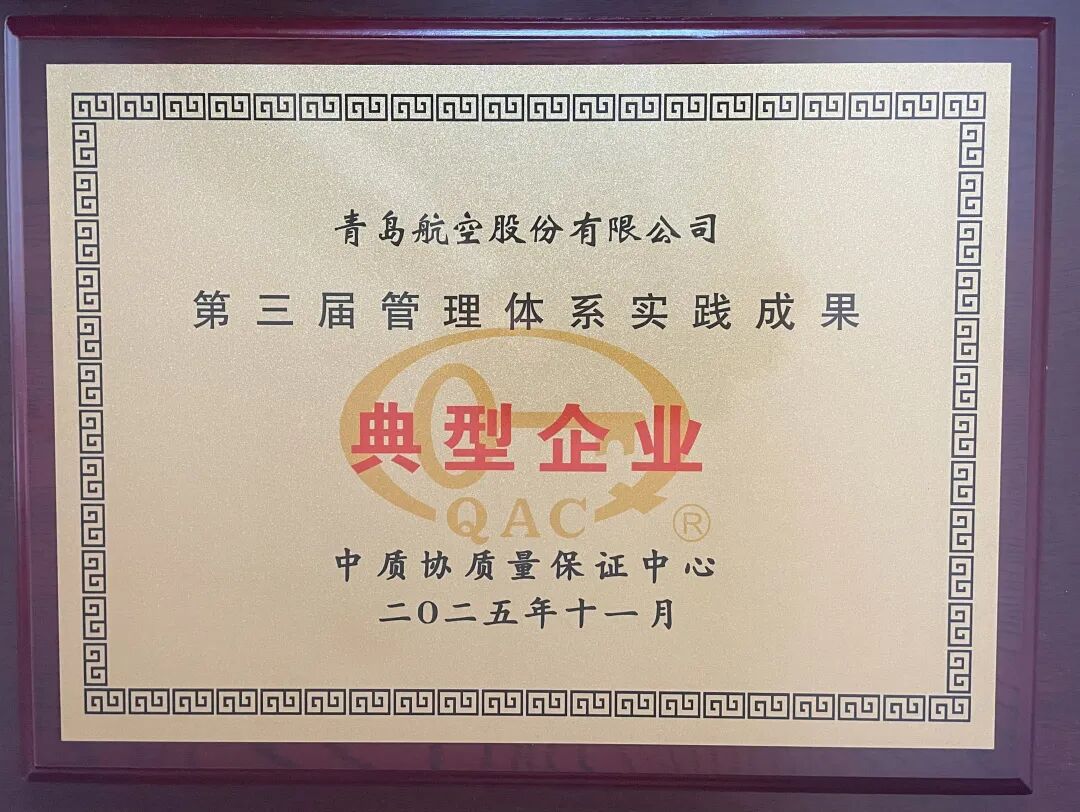 青岛航空股份有限公司
第三届管理体系实践成果
典型企业
QAC ®
中质协质量保证中心
二〇二五年十一月